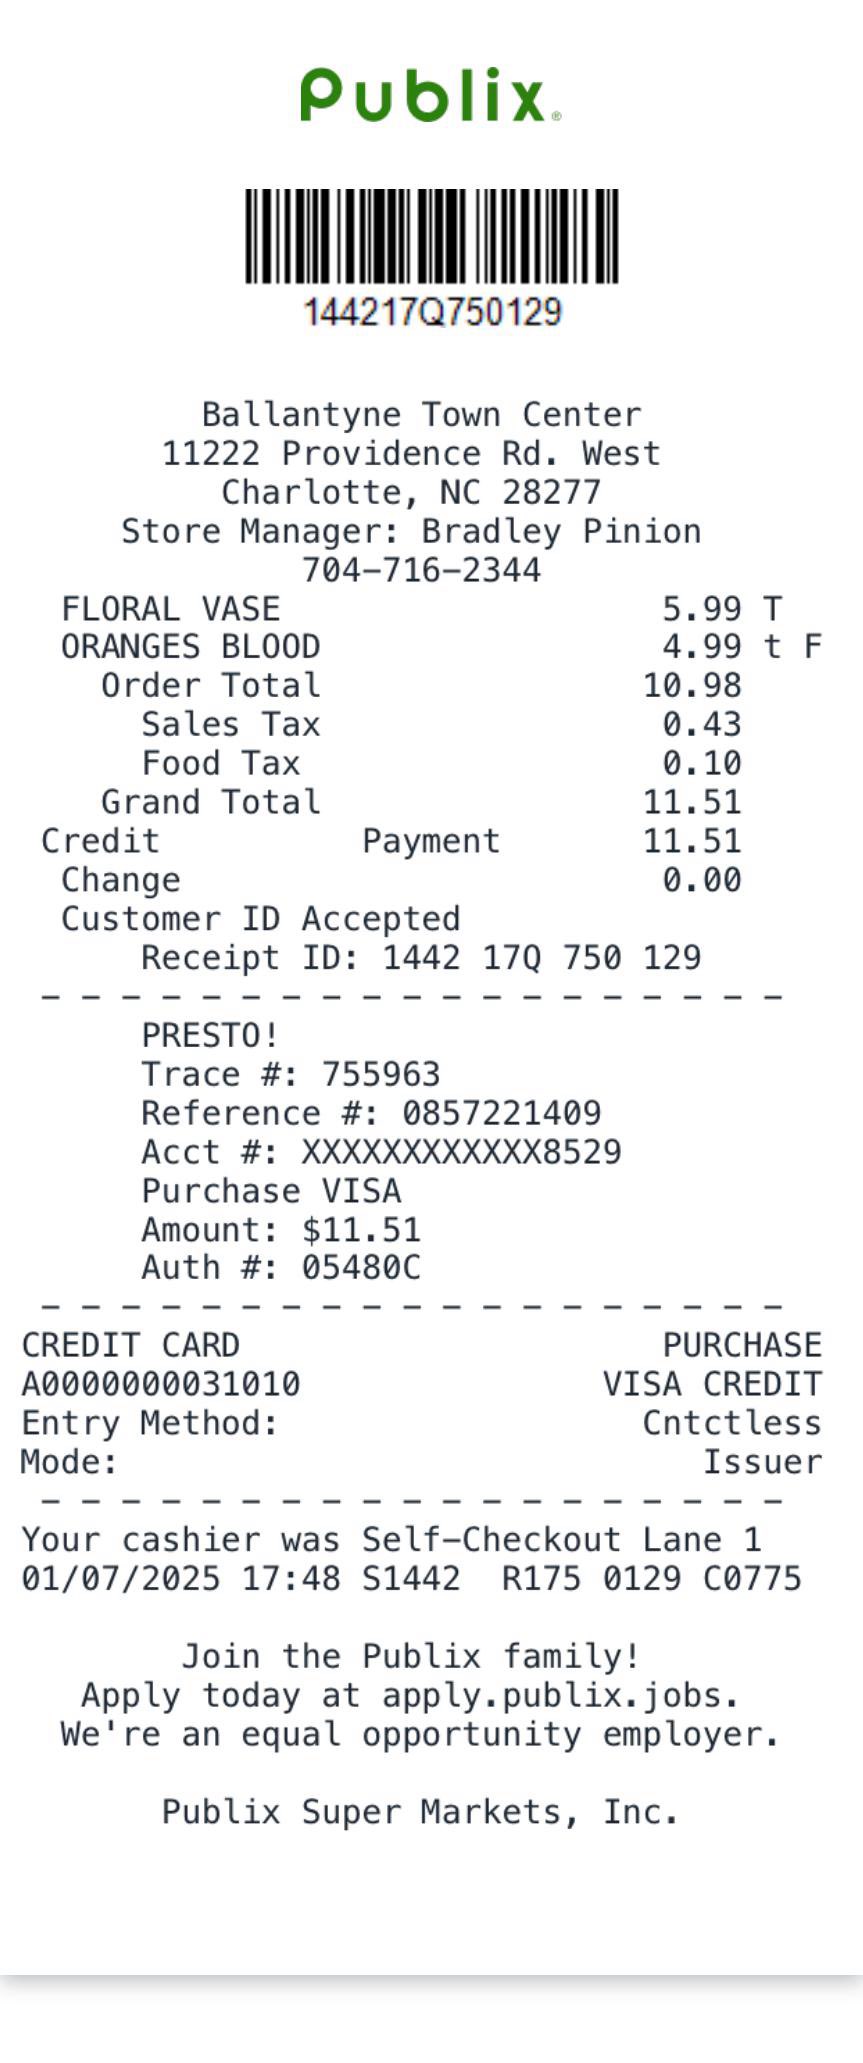 Publix®
144217Q750129
Ballantyne Town Center
11222 Providence Rd. West
Charlotte, NC 28277
Store Manager: Bradley Pinion
704-716-2344
FLORAL VASE 5.99 T
ORANGES BLOOD 4.99 t F
Order Total 10.98
Sales Tax 0.43
Food Tax 0.10
Grand Total 11.51
Credit Payment 11.51
Change 0.00
Customer ID Accepted
Receipt ID: 1442 17Q 750 129
- - - - - - - - - - - - - - - - - - -
PRESTO!
Trace #: 755963
Reference #: 0857221409
Acct #: XXXXXXXXXXXX8529
Purchase VISA
Amount: $11.51
Auth #: 05480C
- - - - - - - - - - - - - - - - - - -
CREDIT CARD PURCHASE
A0000000031010 VISA CREDIT
Entry Method: Cntctless
Mode: Issuer
- - - - - - - - - - - - - - - - - - -
Your cashier was Self-Checkout Lane 1
01/07/2025 17:48 S1442 R175 0129 C0775
Join the Publix family!
Apply today at apply.publix.jobs.
We're an equal opportunity employer.
Publix Super Markets, Inc.